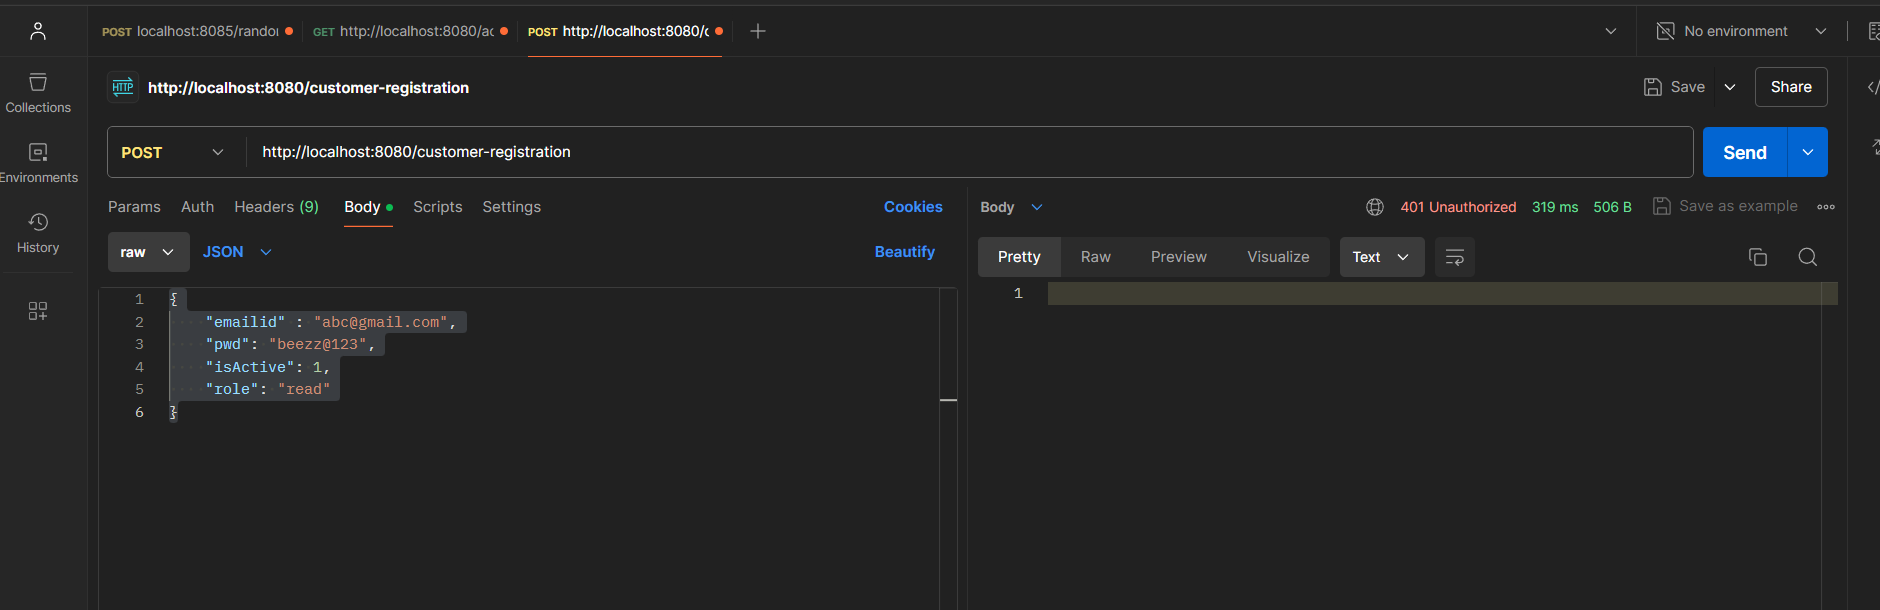 POST localhost:8085/rando
GET http://localhost:8080/ac
POST http://localhost:8080/c
No environment
Collections
Environments
History
HTTP http://localhost:8080/customer-registration
Save
Share
POST http://localhost:8080/customer-registration
Send
Params Auth Headers (9) Body Scripts Settings Cookies
raw JSON Beautify
1 {
2 "emailid" : "abc@gmail.com",
3 "pwd": "beezz@123",
4 "isActive": 1,
5 "role": "read"
6 }
Body 401 Unauthorized 319 ms 506 B Save as example
Pretty Raw Preview Visualize Text
1